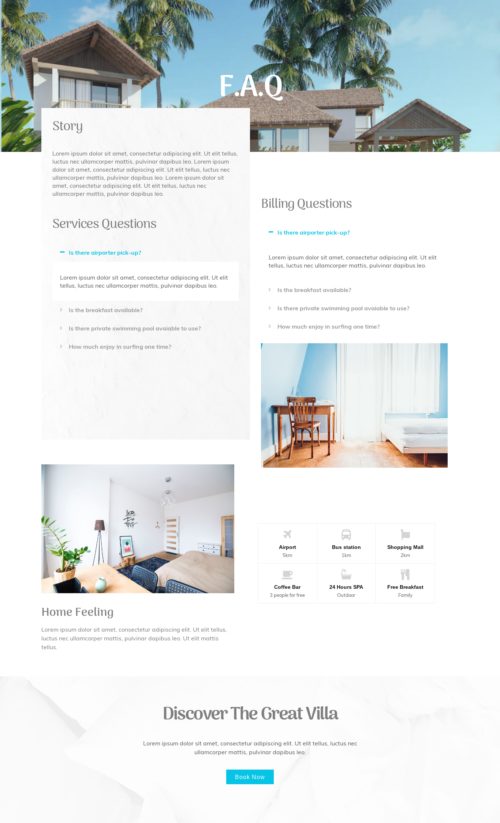 F.A.Q
Story
Lorem ipsum dolor sit amet, consectetur adipiscing elit. Ut elit tellus,
luctus nec ullamcorper mattis, pulvinar dapibus leo. Lorem ipsum
dolor sit amet, consectetur adipiscing elit. Ut elit tellus, luctus nec
ullamcorper mattis, pulvinar dapibus leo. Lorem ipsum dolor sit
amet, consectetur adipiscing elit. Ut elit tellus, luctus nec
ullamcorper mattis, pulvinar dapibus leo.
Services Questions
Is there airporter pick-up?
Lorem ipsum dolor sit amet, consectetur adipiscing elit. Ut elit
tellus, luctus nec ullamcorper mattis, pulvinar dapibus leo.
Is the breakfast available?
Is there private swimming pool avaiable to use?
How much enjoy in surfing one time?
Billing Questions
Is there airporter pick-up?
Lorem ipsum dolor sit amet, consectetur adipiscing elit. Ut elit
tellus, luctus nec ullamcorper mattis, pulvinar dapibus leo.
Is the breakfast available?
Is there private swimming pool avaiable to use?
How much enjoy in surfing one time?
Home Feeling
Lorem ipsum dolor sit amet, consectetur adipiscing elit. Ut elit tellus,
luctus nec ullamcorper mattis, pulvinar dapibus leo. Ut elit mattis
tellus.
Airport
5km
Bus station
1km
Shopping Mall
2km
Coffee Bar
2 people for free
24 Hours SPA
Outdoor
Free Breakfast
Family
Discover The Great Villa
Lorem ipsum dolor sit amet, consectetur adipiscing elit. Ut elit tellus, luctus nec
ullamcorper mattis, pulvinar dapibus leo.
Book Now